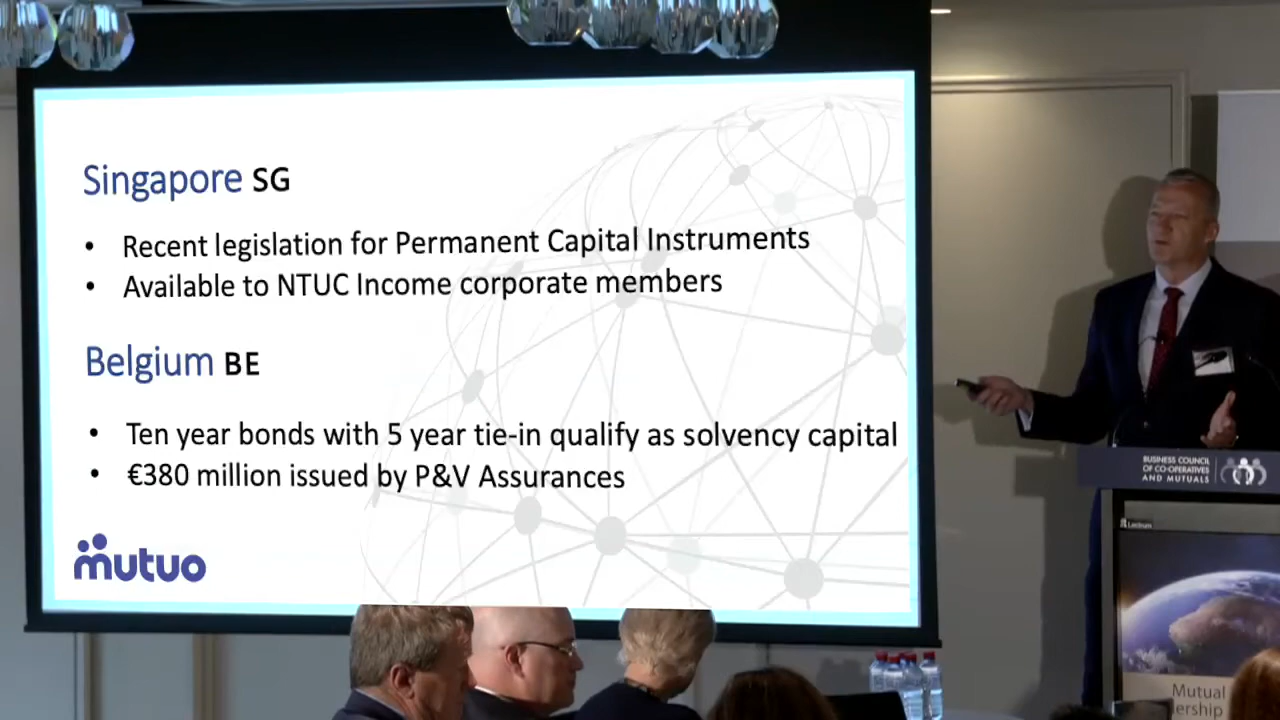 Singapore SG
• Recent legislation for Permanent Capital Instruments
• Available to NTUC Income corporate members
Belgium BE
• Ten year bonds with 5 year tie-in qualify as solvency capital
• €380 million issued by P&V Assurances
mutuo
BUSINESS COUNCIL
OF CO-OPERATIVES
AND MUTUALS
Lectrum
Mutual
ership